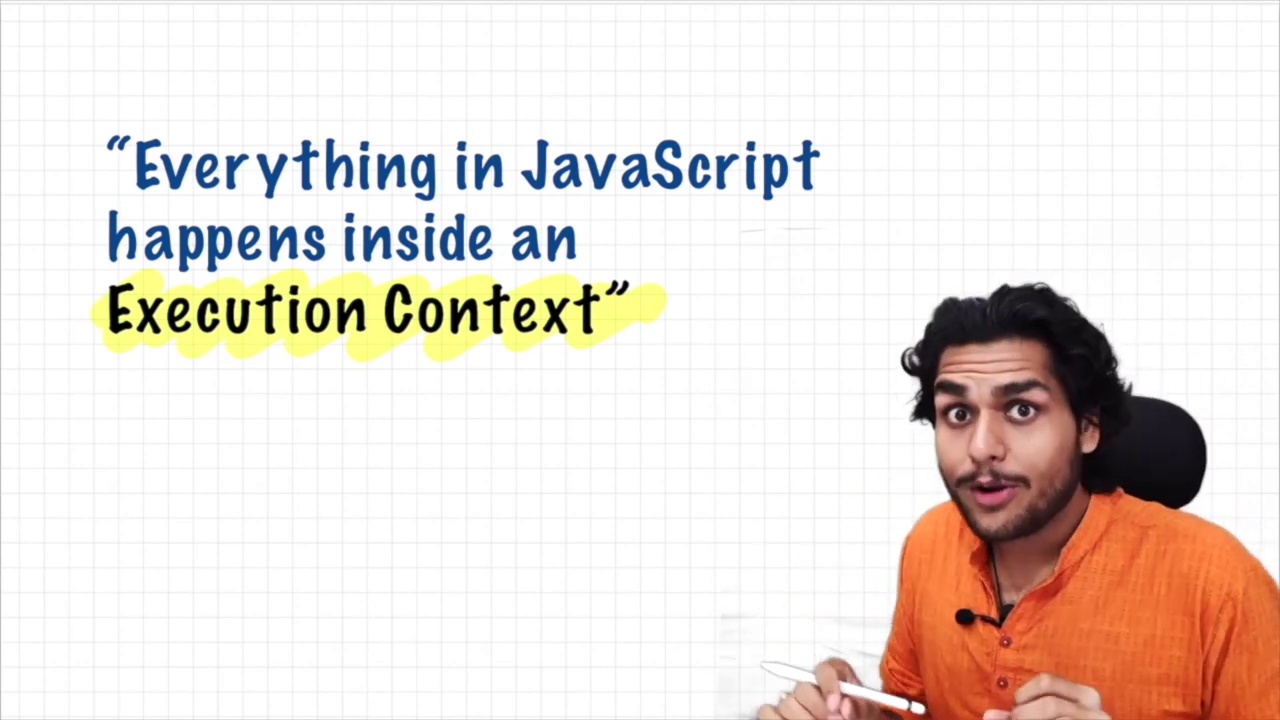 “Everything in JavaScript
happens inside an
Execution Context”